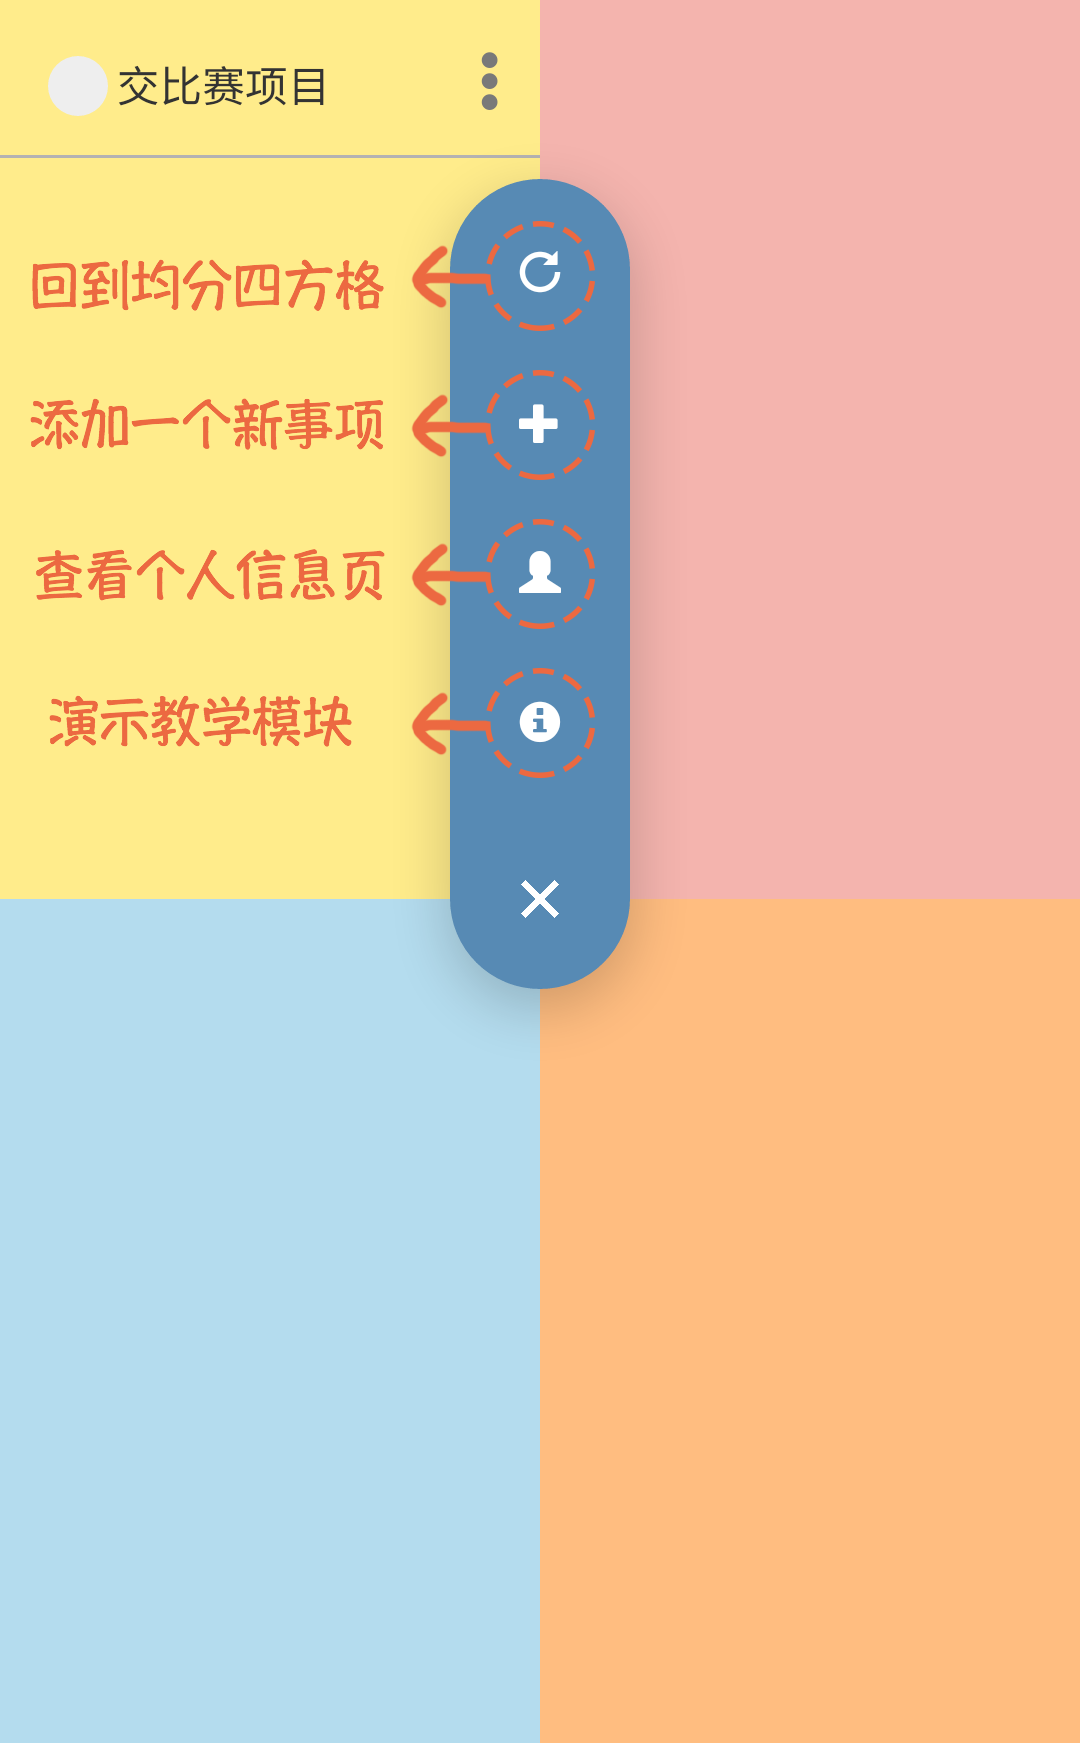 交比赛项目
回到均分四方格
添加一个新事项
查看个人信息页
演示教学模块